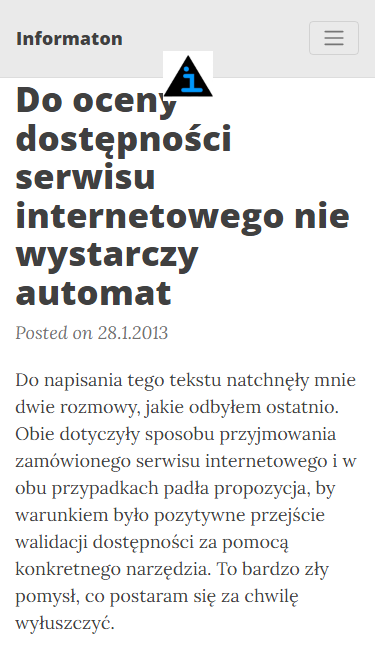 Informaton
i
Do oceny
dostępności
serwisu
internetowego nie
wystarczy
automat
Posted on 28.1.2013
Do napisania tego tekstu natchnęły mnie
dwie rozmowy, jakie odbyłem ostatnio.
Obie dotyczyły sposobu przyjmowania
zamówionego serwisu internetowego i w
obu przypadkach padła propozycja, by
warunkiem było pozytywne przejście
walidacji dostępności za pomocą
konkretnego narzędzia. To bardzo zły
pomysł, co postaram się za chwilę
wyłuszczyć.